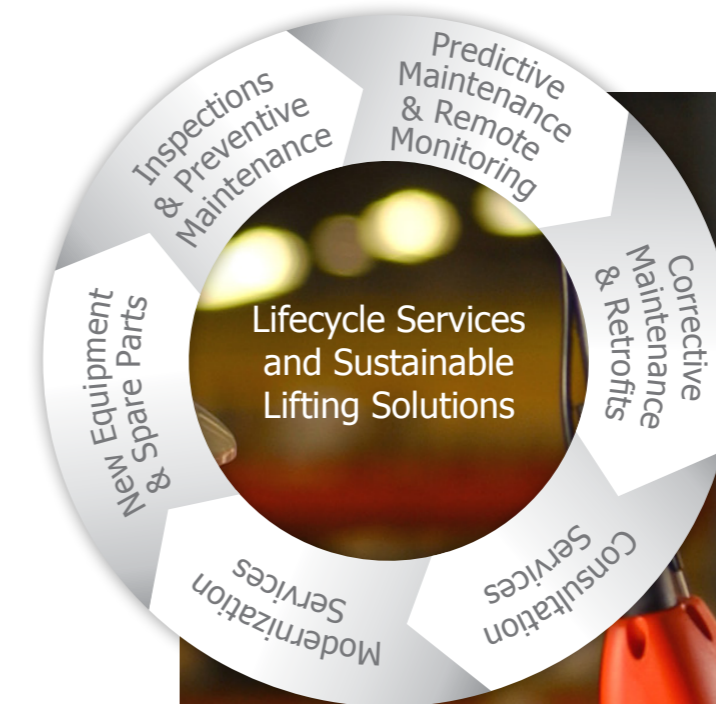 Predictive
Maintenance
& Remote
Monitoring
Corrective
Maintenance
& Retrofits
Consultation
Services
Modernization
Services
New Equipment
& Spare Parts
Inspections
& Preventive
Maintenance
Lifecycle Services
and Sustainable
Lifting Solutions